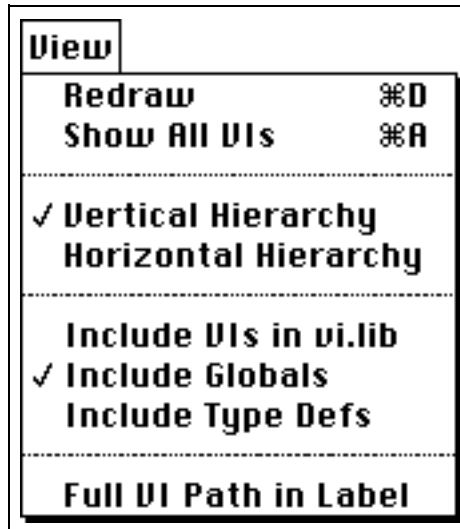 View
Redraw ⌘D
Show All VIs ⌘A
✓ Vertical Hierarchy
Horizontal Hierarchy
Include VIs in vi.lib
✓ Include Globals
Include Type Defs
Full VI Path in Label